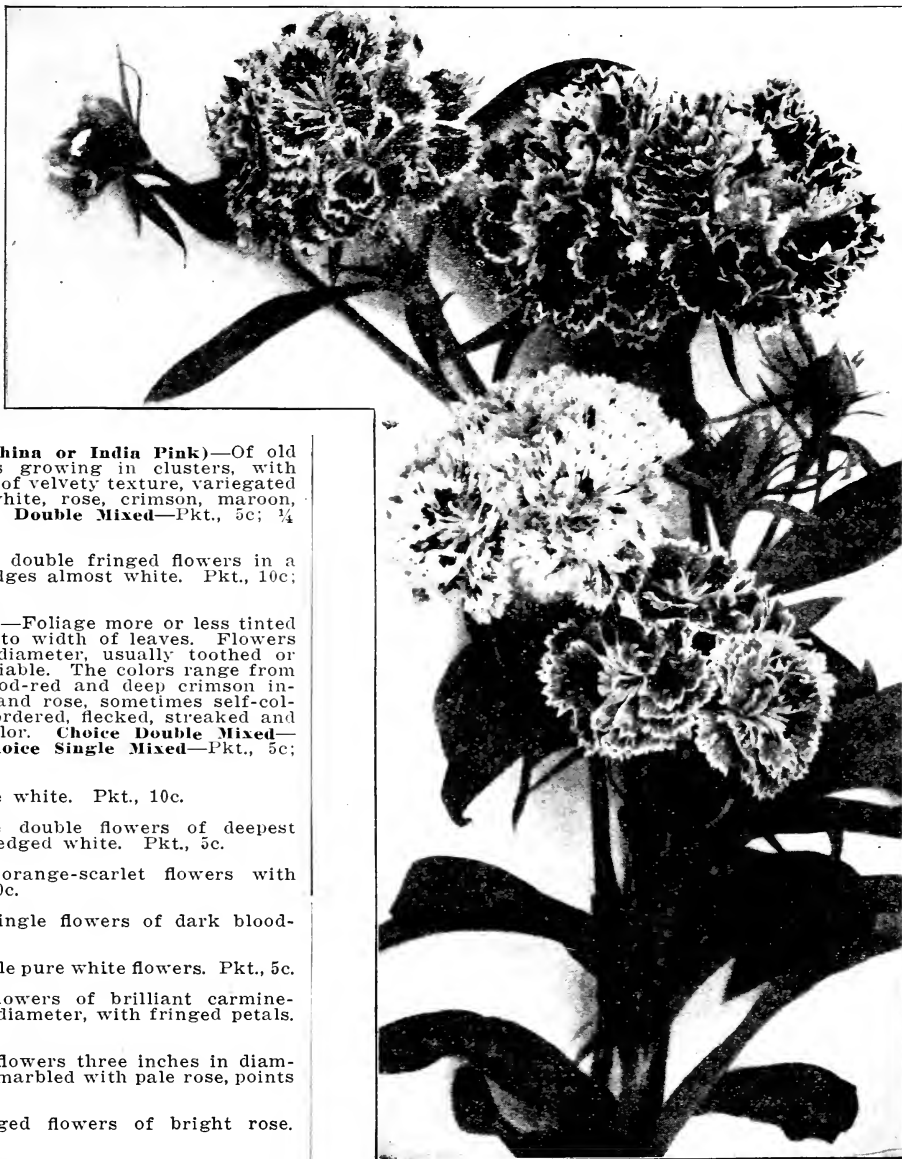 hina or India Pink)—Of old
s growing in clusters, with
of velvety texture, variegated
hite, rose, crimson, maroon,
Double Mixed—Pkt., 5c; ¼
double fringed flowers in a
dges almost white. Pkt., 10c;
—Foliage more or less tinted
to width of leaves. Flowers
diameter, usually toothed or
iable. The colors range from
od-red and deep crimson in-
and rose, sometimes self-col-
ordered, flecked, streaked and
lor. Choice Double Mixed—
oice Single Mixed—Pkt., 5c;
e white. Pkt., 10c.
e double flowers of deepest
edged white. Pkt., 5c.
orange-scarlet flowers with
0c.
ingle flowers of dark blood-
le pure white flowers. Pkt., 5c.
owers of brilliant carmine-
diameter, with fringed petals.
flowers three inches in diam-
marbled with pale rose, points
ged flowers of bright rose.